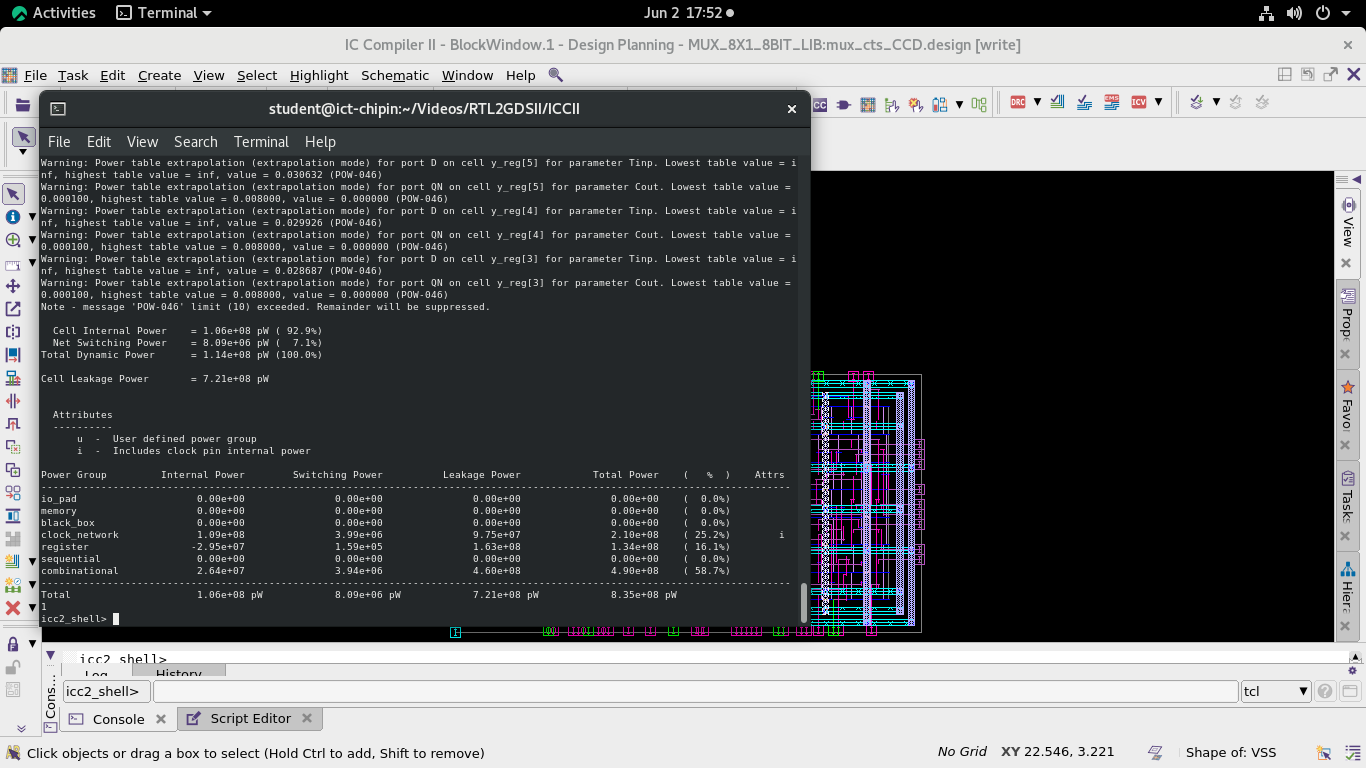 Activities
Terminal
Jun 2 17:52
IC Compiler II - BlockWindow.1 - Design Planning - MUX_8X1_8BIT_LIB:mux_cts_CCD.design [write]
File Task Edit Create View Select Highlight Schematic Window Help
student@ict-chipin:~/Videos/RTL2GDSII/ICCII
File Edit View Search Terminal Help
Warning: Power table extrapolation (extrapolation mode) for port D on cell y_reg[5] for parameter Tinp. Lowest table value = i
nf, highest table value = inf, value = 0.030632 (POW-046)
Warning: Power table extrapolation (extrapolation mode) for port QN on cell y_reg[5] for parameter Cout. Lowest table value =
0.000100, highest table value = 0.008000, value = 0.000000 (POW-046)
Warning: Power table extrapolation (extrapolation mode) for port D on cell y_reg[4] for parameter Tinp. Lowest table value = i
nf, highest table value = inf, value = 0.029926 (POW-046)
Warning: Power table extrapolation (extrapolation mode) for port QN on cell y_reg[4] for parameter Cout. Lowest table value =
0.000100, highest table value = 0.008000, value = 0.000000 (POW-046)
Warning: Power table extrapolation (extrapolation mode) for port D on cell y_reg[3] for parameter Tinp. Lowest table value = i
nf, highest table value = inf, value = 0.028687 (POW-046)
Warning: Power table extrapolation (extrapolation mode) for port QN on cell y_reg[3] for parameter Cout. Lowest table value =
0.000100, highest table value = 0.008000, value = 0.000000 (POW-046)
Note - message 'POW-046' limit (10) exceeded. Remainder will be suppressed.
Cell Internal Power = 1.06e+08 pW ( 92.9%)
Net Switching Power = 8.09e+06 pW ( 7.1%)
Total Dynamic Power = 1.14e+08 pW (100.0%)
Cell Leakage Power = 7.21e+08 pW
Attributes
----------
u - User defined power group
i - Includes clock pin internal power
Power Group Internal Power Switching Power Leakage Power Total Power ( % ) Attrs
io_pad 0.00e+00 0.00e+00 0.00e+00 0.00e+00 ( 0.0%)
memory 0.00e+00 0.00e+00 0.00e+00 0.00e+00 ( 0.0%)
black_box 0.00e+00 0.00e+00 0.00e+00 0.00e+00 ( 0.0%)
clock_network 1.09e+08 3.99e+06 9.75e+07 2.10e+08 ( 25.2%) i
register -2.95e+07 1.59e+05 1.63e+08 1.34e+08 ( 16.1%)
sequential 0.00e+00 0.00e+00 0.00e+00 0.00e+00 ( 0.0%)
combinational 2.64e+07 3.94e+06 4.60e+08 4.90e+08 ( 58.7%)
Total 1.06e+08 pW 8.09e+06 pW 7.21e+08 pW 8.35e+08 pW
1
icc2_shell>
DRC
ICV
View
Prope
Favo
Tasks
Hiera
icc2_shell>
Log History
Cons...
icc2_shell>
tcl
Console
Script Editor
Click objects or drag a box to select (Hold Ctrl to add, Shift to remove)
No Grid XY 22.546, 3.221
Shape of: VSS